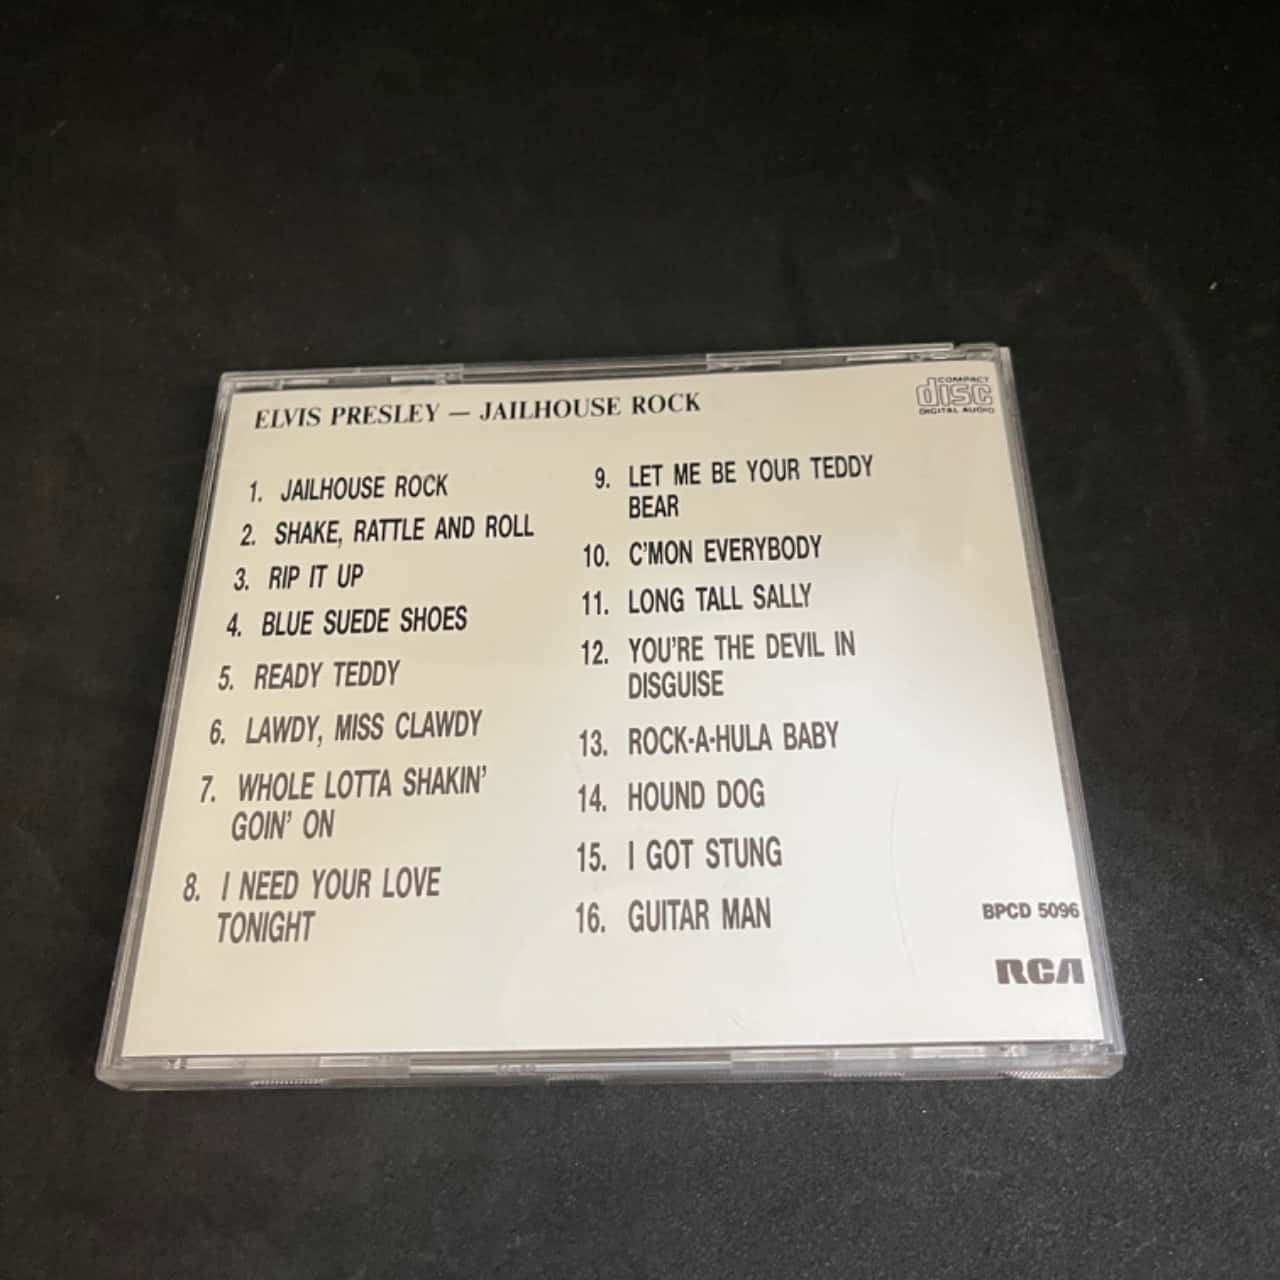 ELVIS PRESLEY — JAILHOUSE ROCK
COMPACT
disc
DIGITAL AUDIO
1. JAILHOUSE ROCK
2. SHAKE, RATTLE AND ROLL
3. RIP IT UP
4. BLUE SUEDE SHOES
5. READY TEDDY
6. LAWDY, MISS CLAWDY
7. WHOLE LOTTA SHAKIN'
GOIN' ON
8. I NEED YOUR LOVE
TONIGHT
9. LET ME BE YOUR TEDDY
BEAR
10. C'MON EVERYBODY
11. LONG TALL SALLY
12. YOU'RE THE DEVIL IN
DISGUISE
13. ROCK-A-HULA BABY
14. HOUND DOG
15. I GOT STUNG
16. GUITAR MAN
BPCD 5096
RCA